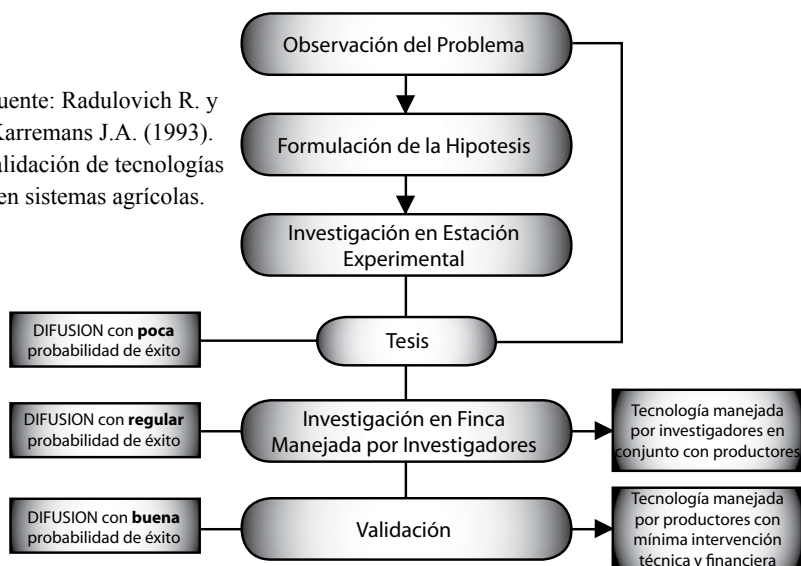 Observación del Problema
uente: Radulovich R. y
Karremans J.A. (1993).
alidación de tecnologías
en sistemas agrícolas.
Formulación de la Hipotesis
Investigación en Estación
Experimental
DIFUSION con poca
probabilidad de éxito
Tesis
DIFUSION con regular
probabilidad de éxito
Investigación en Finca
Manejada por Investigadores
Tecnología manejada
por investigadores en
conjunto con productores
DIFUSION con buena
probabilidad de éxito
Validación
Tecnología manejada
por productores con
mínima intervención
técnica y financiera